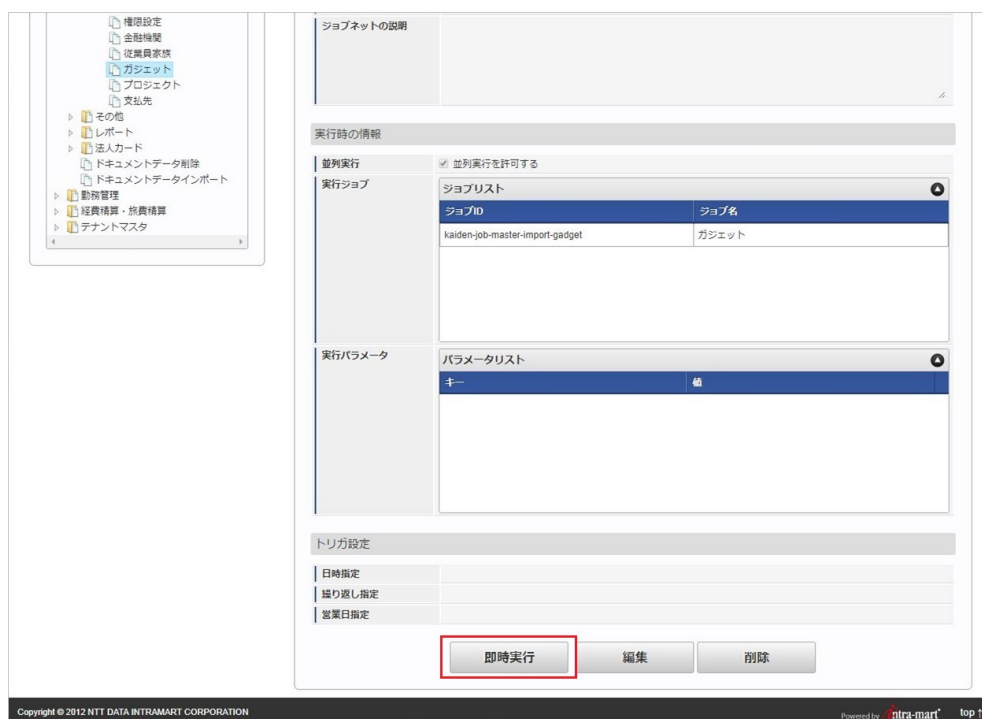 権限設定
金融機関
従業員家族
ガジェット
プロジェクト
支払先
その他
レポート
法人カード
ドキュメントデータ削除
ドキュメントデータインポート
勤務管理
経費精算・旅費精算
テナントマスタ
ジョブネットの説明
実行時の情報
並列実行 並列実行を許可する
実行ジョブ
ジョブリスト
ジョブID ジョブ名
kaiden-job-master-import-gadget ガジェット
実行パラメータ
パラメータリスト
キー 値
トリガ設定
日時指定
繰り返し指定
営業日指定
即時実行 編集 削除
Copyright © 2012 NTT DATA INTRAMART CORPORATION
Powered by intra-mart top ↑